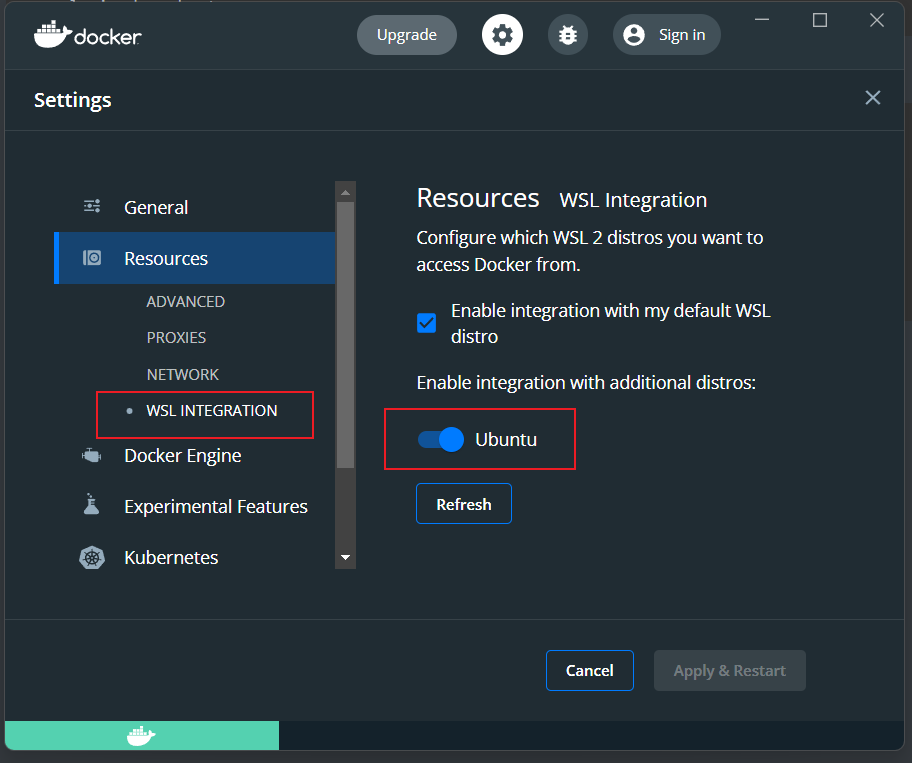 docker
Upgrade
Sign in
Settings
General
Resources
ADVANCED
PROXIES
NETWORK
WSL INTEGRATION
Docker Engine
Experimental Features
Kubernetes
Resources WSL Integration
Configure which WSL 2 distros you want to
access Docker from.
Enable integration with my default WSL
distro
Enable integration with additional distros:
Ubuntu
Refresh
Cancel
Apply & Restart